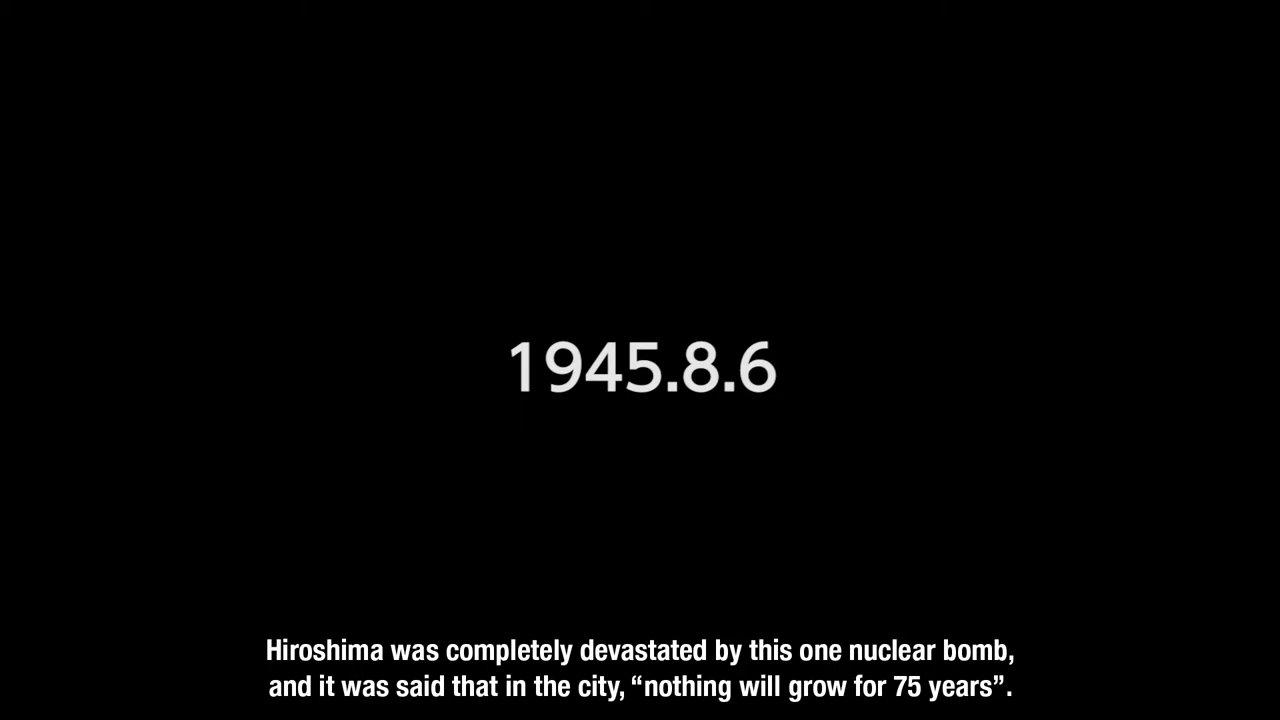 1945.8.6
Hiroshima was completely devastated by this one nuclear bomb,
and it was said that in the city, “nothing will grow for 75 years”.